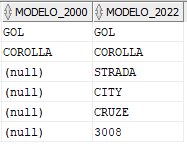 MODELO_2000 MODELO_2022
GOL GOL
COROLLA COROLLA
(null) STRADA
(null) CITY
(null) CRUZE
(null) 3008